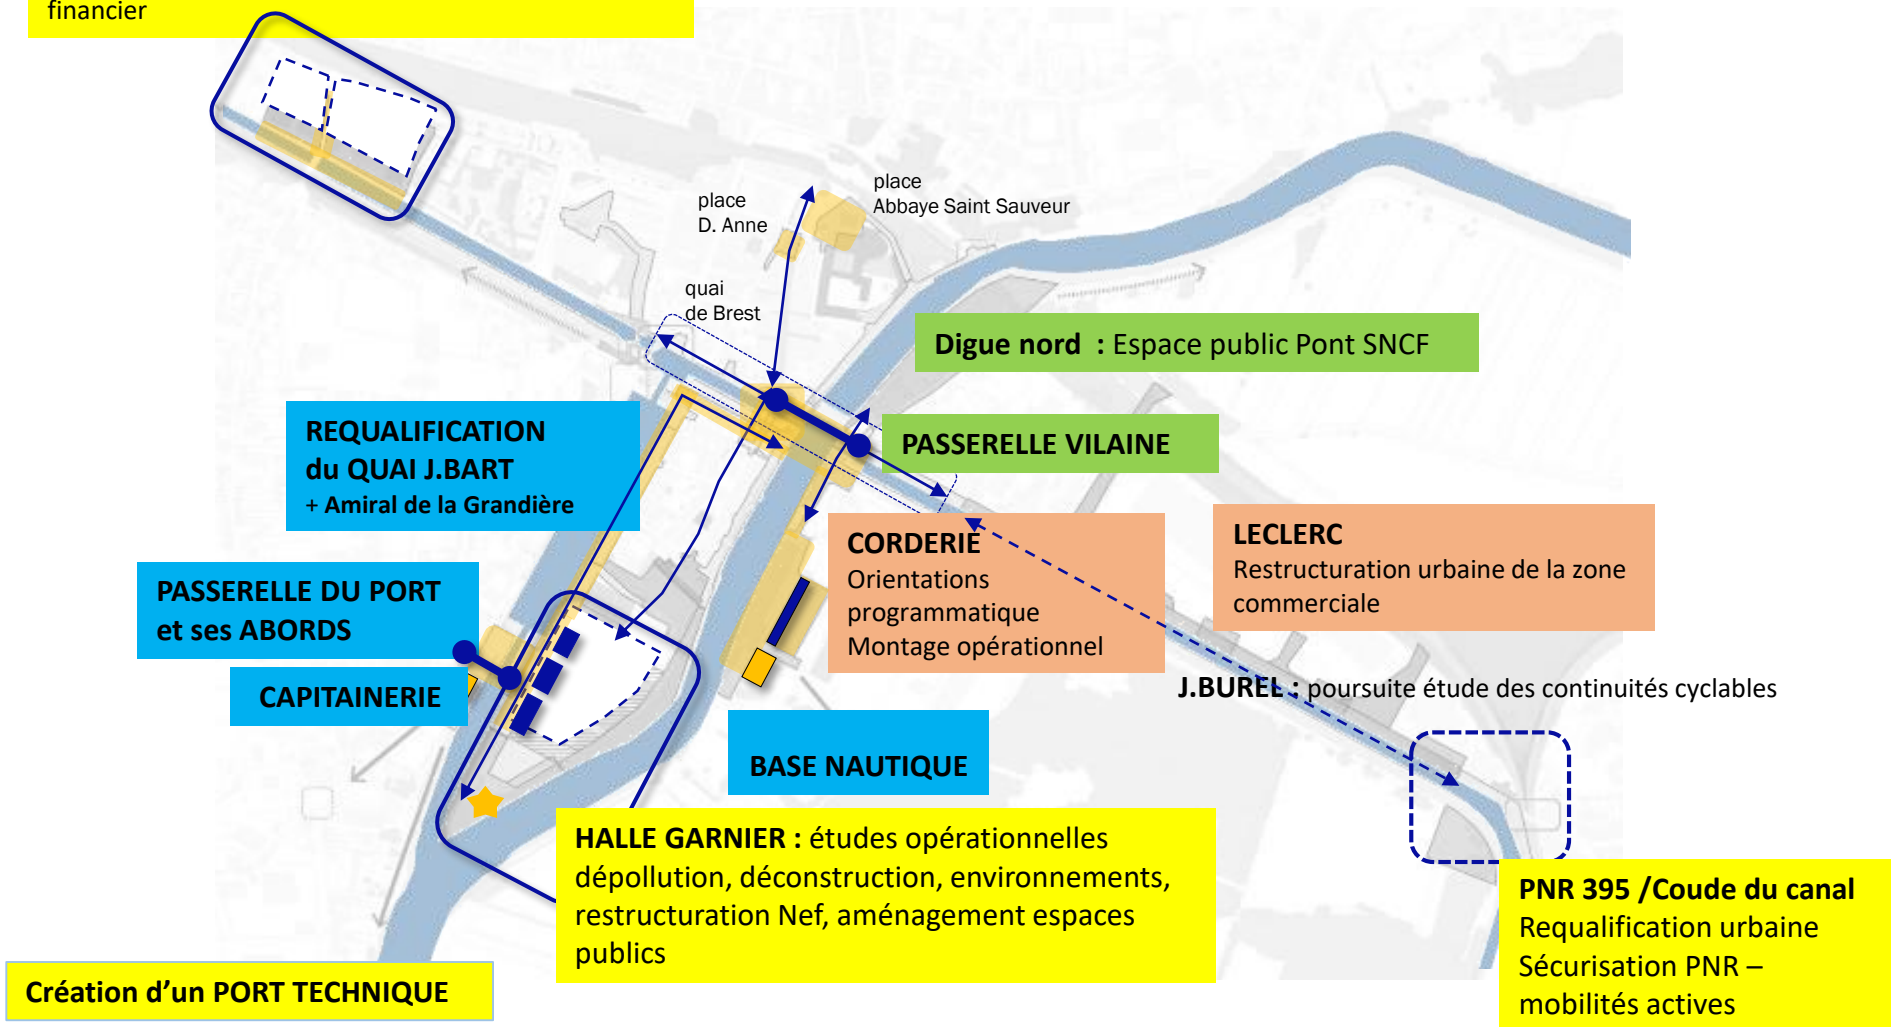 financier
place
Abbaye Saint Sauveur
place
D. Anne
quai
de Brest
Digue nord : Espace public Pont SNCF
REQUALIFICATION
du QUAI J.BART
+ Amiral de la Grandière
PASSERELLE VILAINE
CORDERIE
Orientations
programmatique
Montage opérationnel
LECLERC
Restructuration urbaine de la zone
commerciale
PASSERELLE DU PORT
et ses ABORDS
CAPITAINERIE
J.BUREL : poursuite étude des continuités cyclables
BASE NAUTIQUE
HALLE GARNIER : études opérationnelles
dépollution, déconstruction, environnements,
restructuration Nef, aménagement espaces
publics
PNR 395 /Coude du canal
Requalification urbaine
Sécurisation PNR –
mobilités actives
Création d’un PORT TECHNIQUE